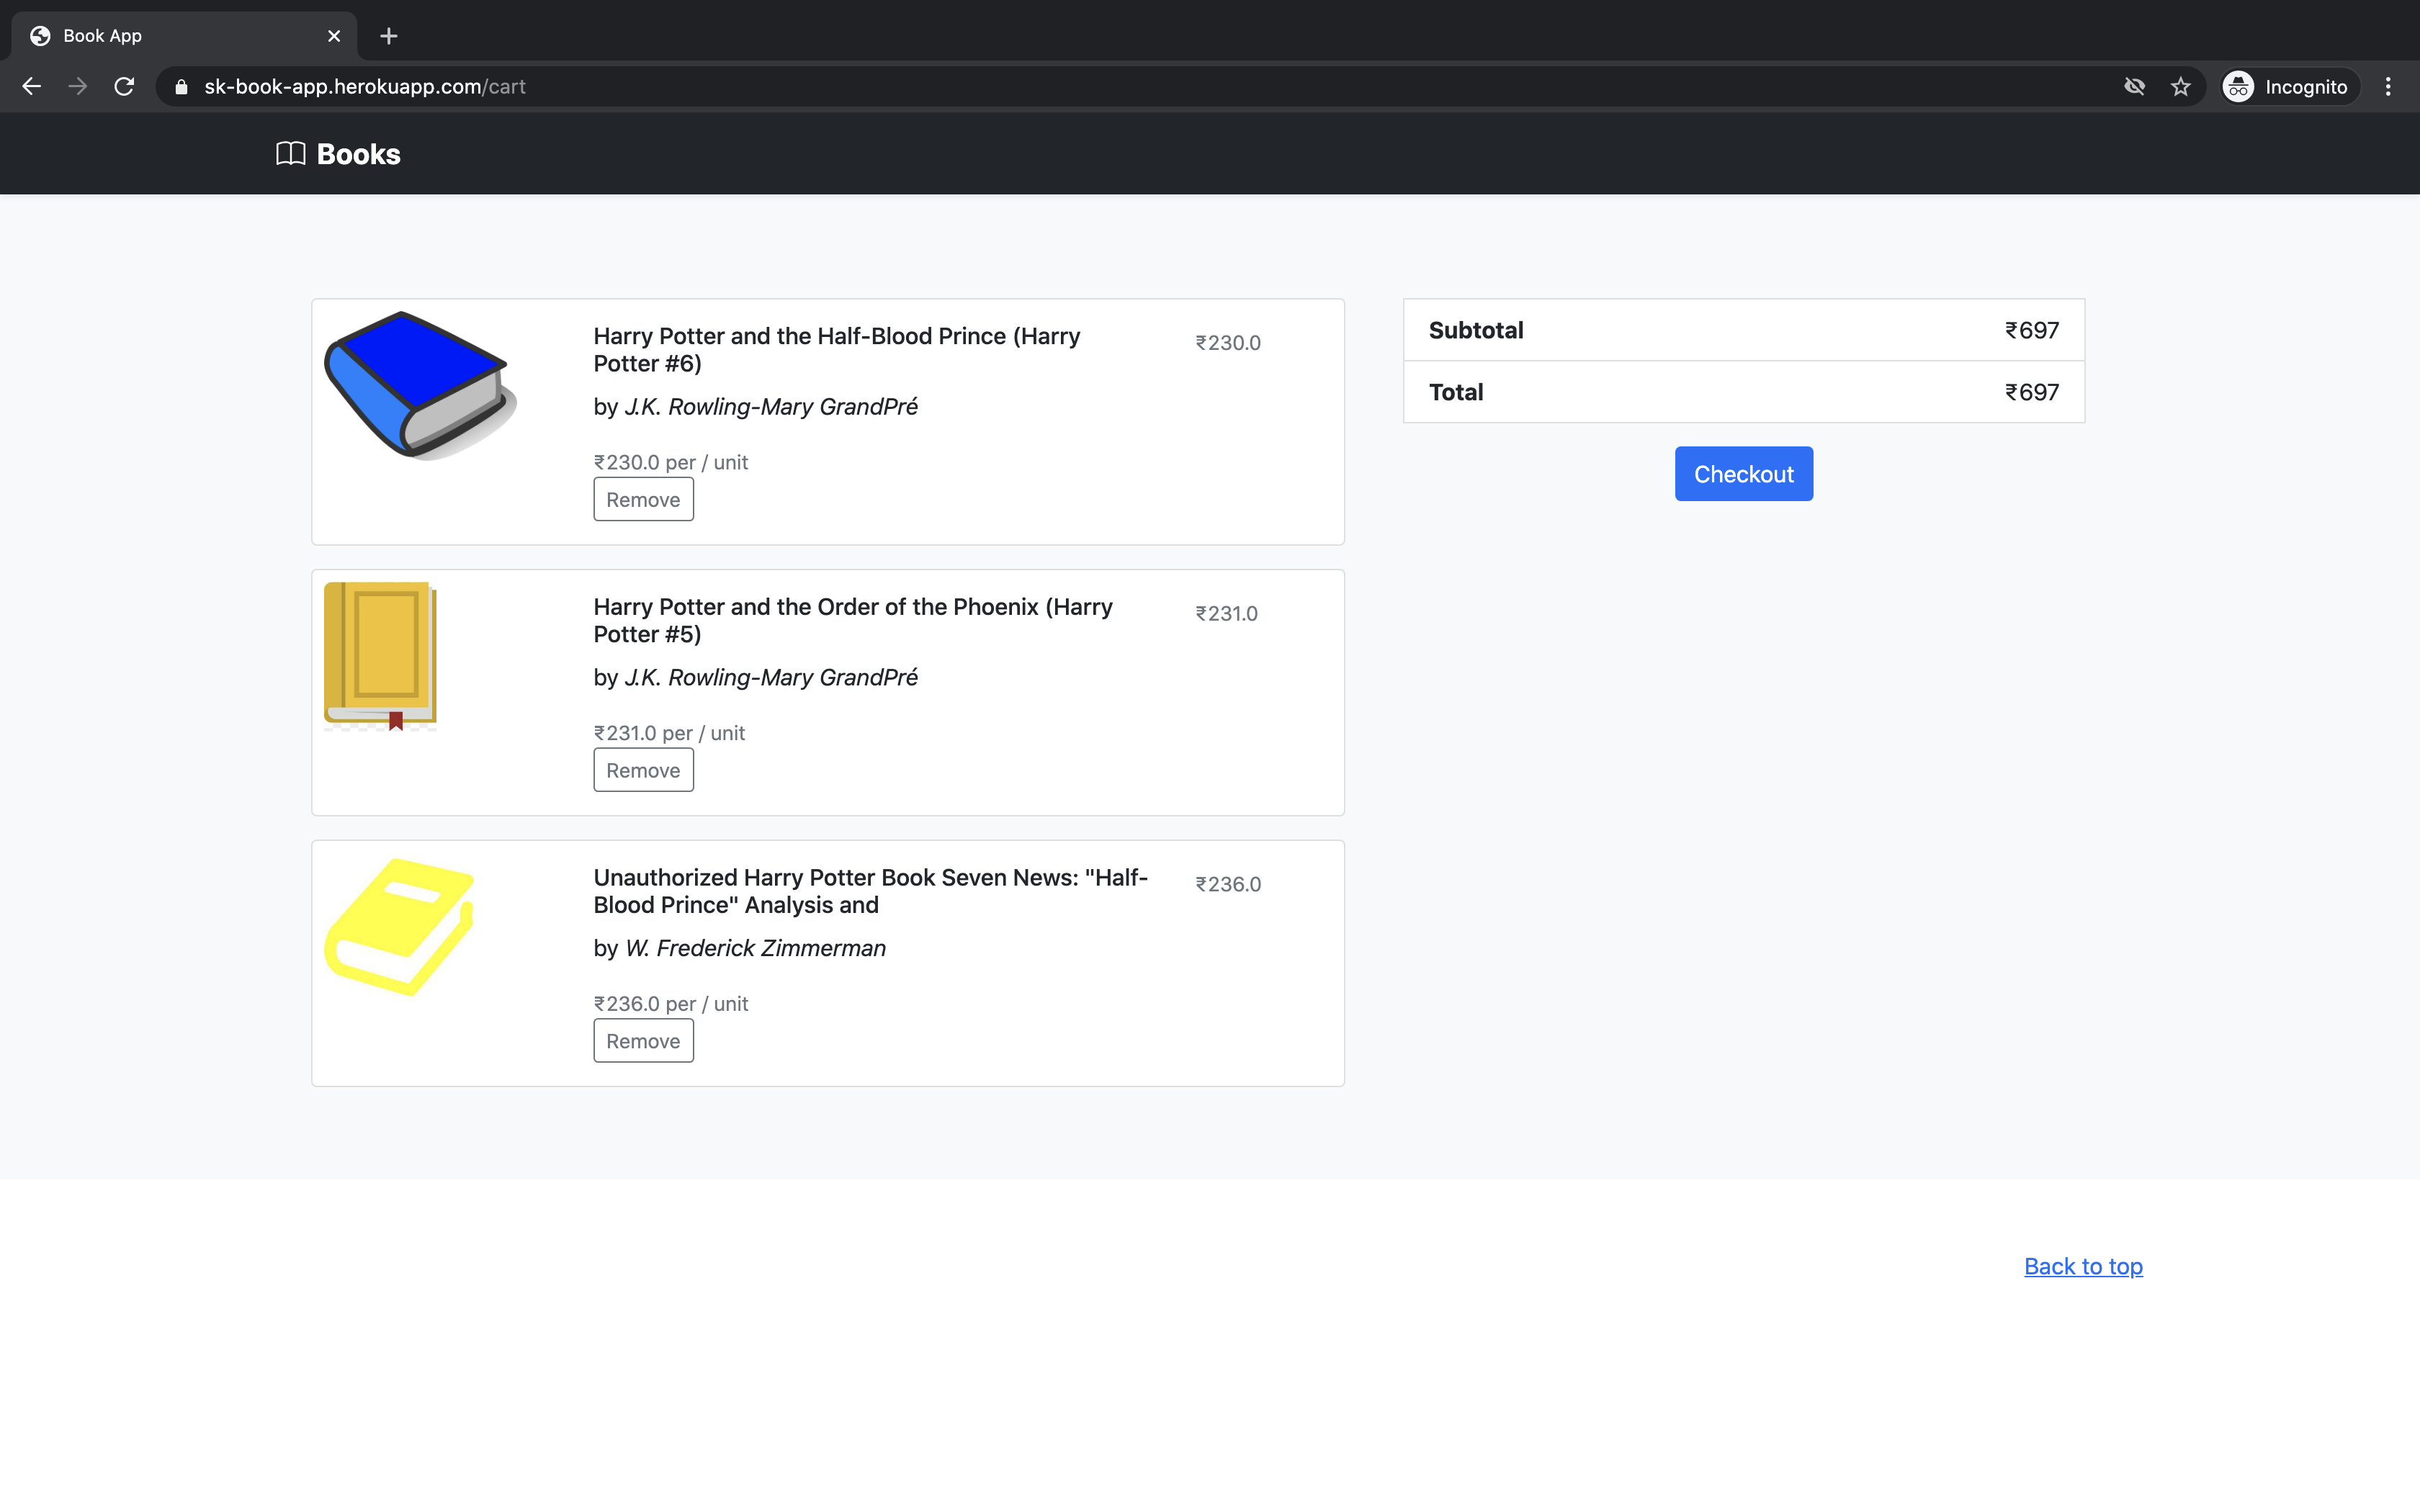 Book App
sk-book-app.herokuapp.com/cart
Incognito
Books
Harry Potter and the Half-Blood Prince (Harry
Potter #6)
₹230.0
by J.K. Rowling-Mary GrandPré
₹230.0 per / unit
Remove
Harry Potter and the Order of the Phoenix (Harry
Potter #5)
₹231.0
by J.K. Rowling-Mary GrandPré
₹231.0 per / unit
Remove
Unauthorized Harry Potter Book Seven News: "Half-
Blood Prince" Analysis and
₹236.0
by W. Frederick Zimmerman
₹236.0 per / unit
Remove
Subtotal ₹697
Total ₹697
Checkout
Back to top